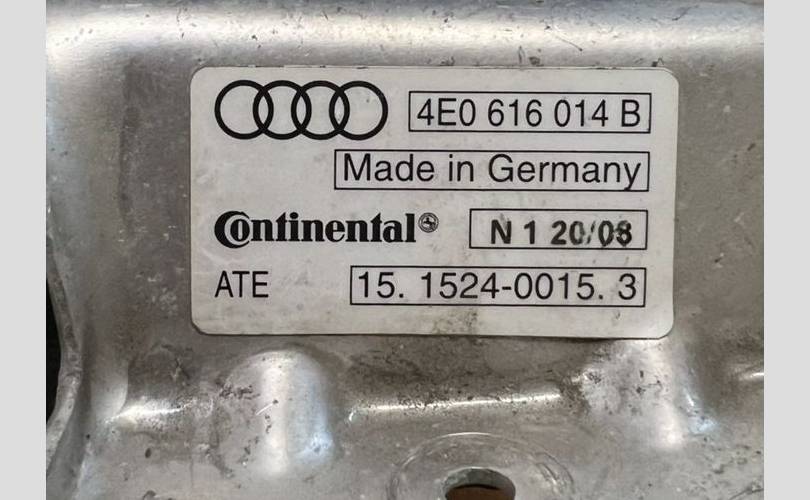 4E0 616 014 B
Made in Germany
Continental®
N 1 20/08
ATE 15. 1524-0015. 3